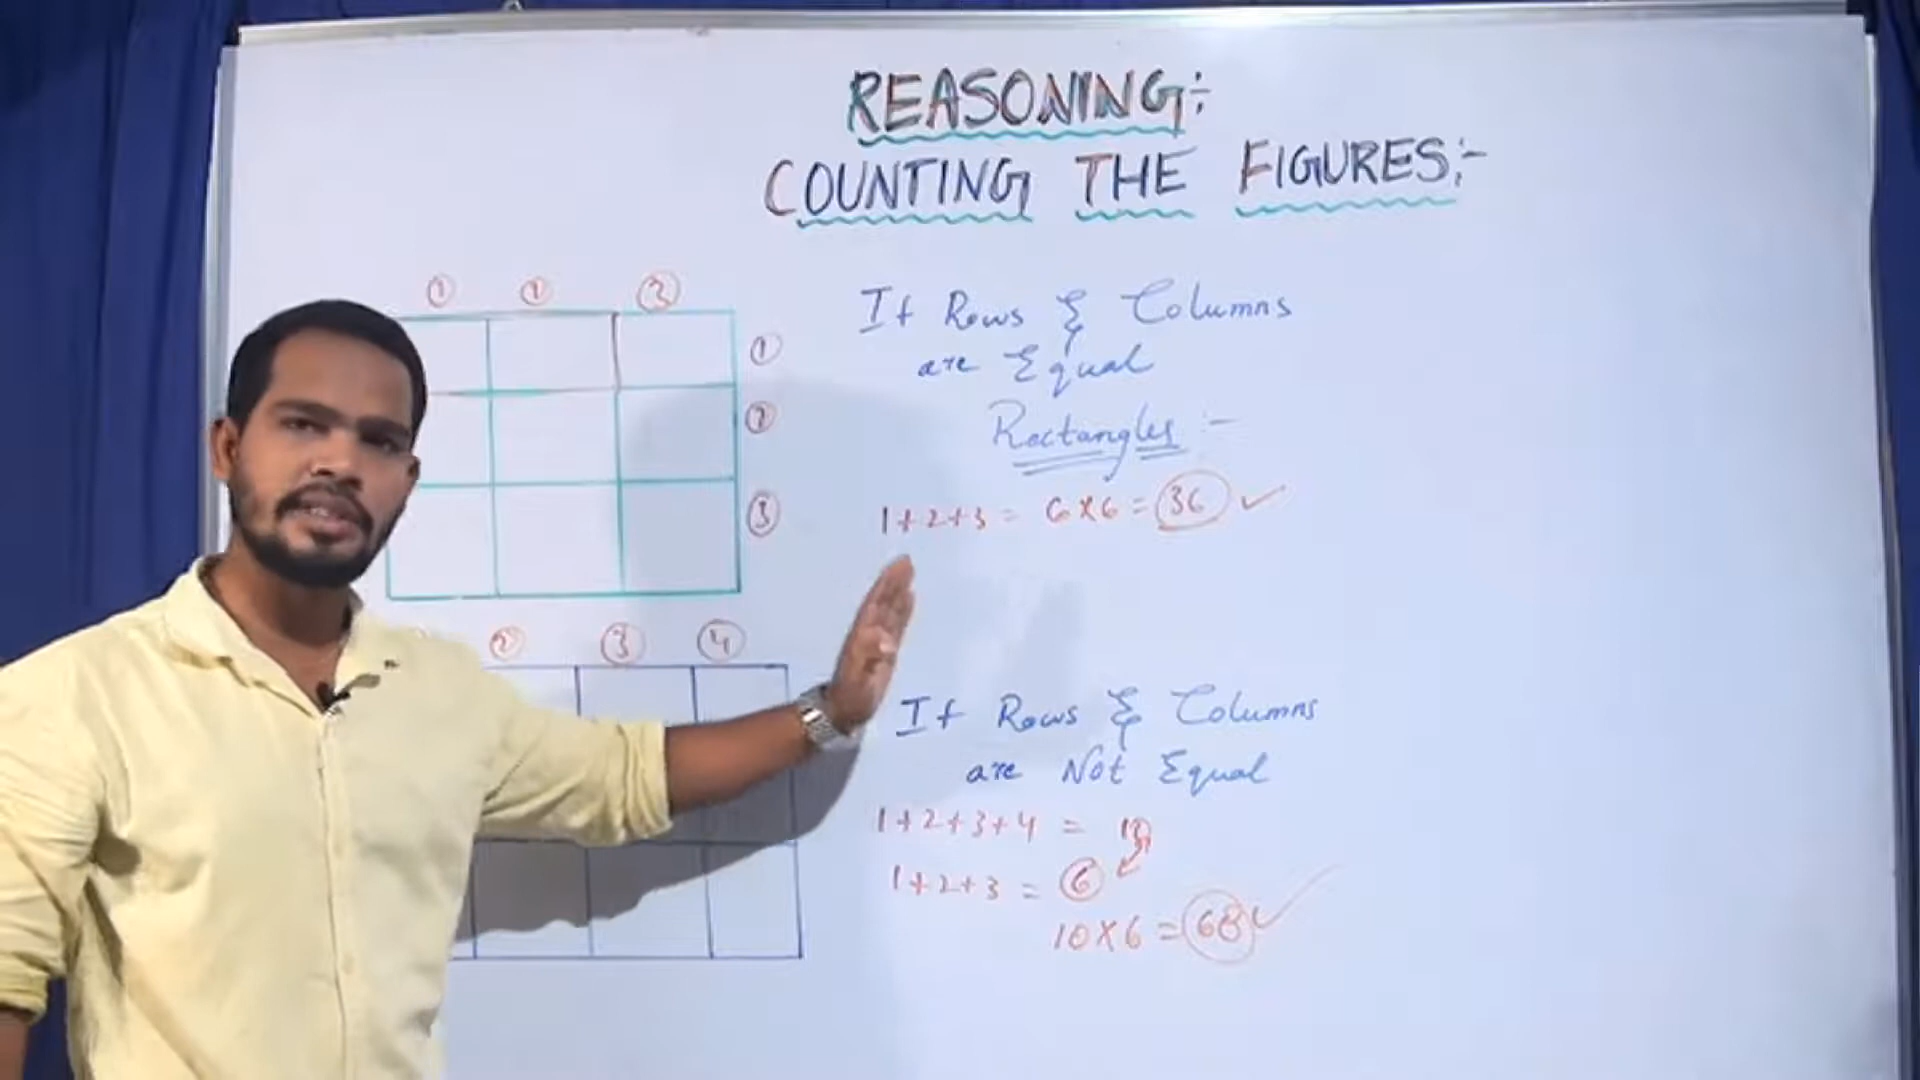 REASONING:-
COUNTING THE FIGURES:-
1 1 3
1
2
3
If Rows & Columns
are Equal
Rectangles :-
1+2+3 = 6×6 = 36 ✓
2 3 4
If Rows & Columns
are Not Equal
1+2+3+4 = 10
1+2+3 = 6
10×6 = 60 ✓